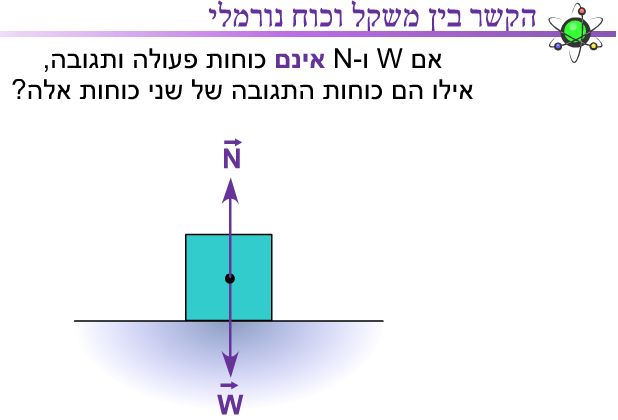 הקשר בין משקל וכוח נורמלי
אם W ו-N אינם כוחות פעולה ותגובה,
אילו הם כוחות התגובה של שני כוחות אלה?
N
W